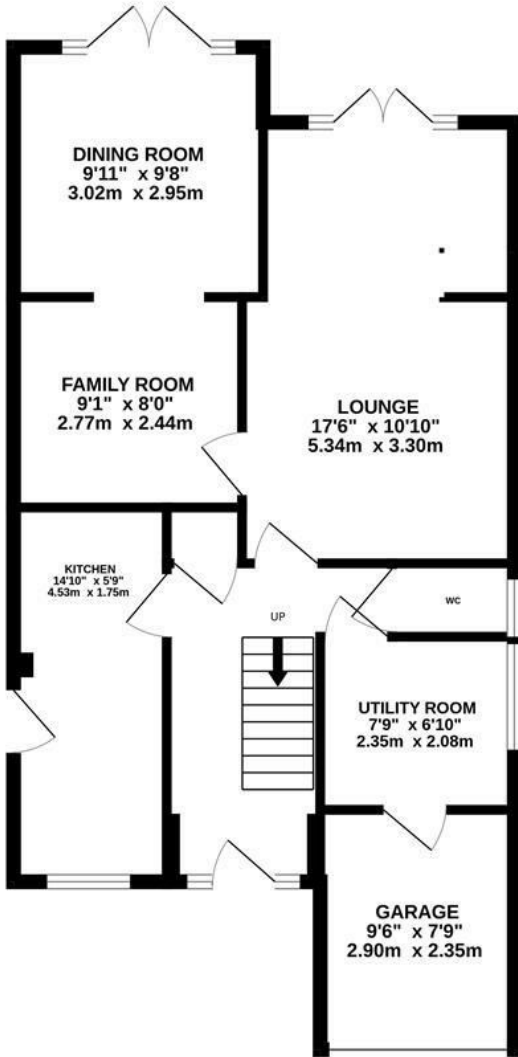 DINING ROOM
9'11" x 9'8"
3.02m x 2.95m
FAMILY ROOM
9'1" x 8'0"
2.77m x 2.44m
LOUNGE
17'6" x 10'10"
5.34m x 3.30m
KITCHEN
14'10" x 5'9"
4.53m x 1.75m
UP
WC
UTILITY ROOM
7'9" x 6'10"
2.35m x 2.08m
GARAGE
9'6" x 7'9"
2.90m x 2.35m